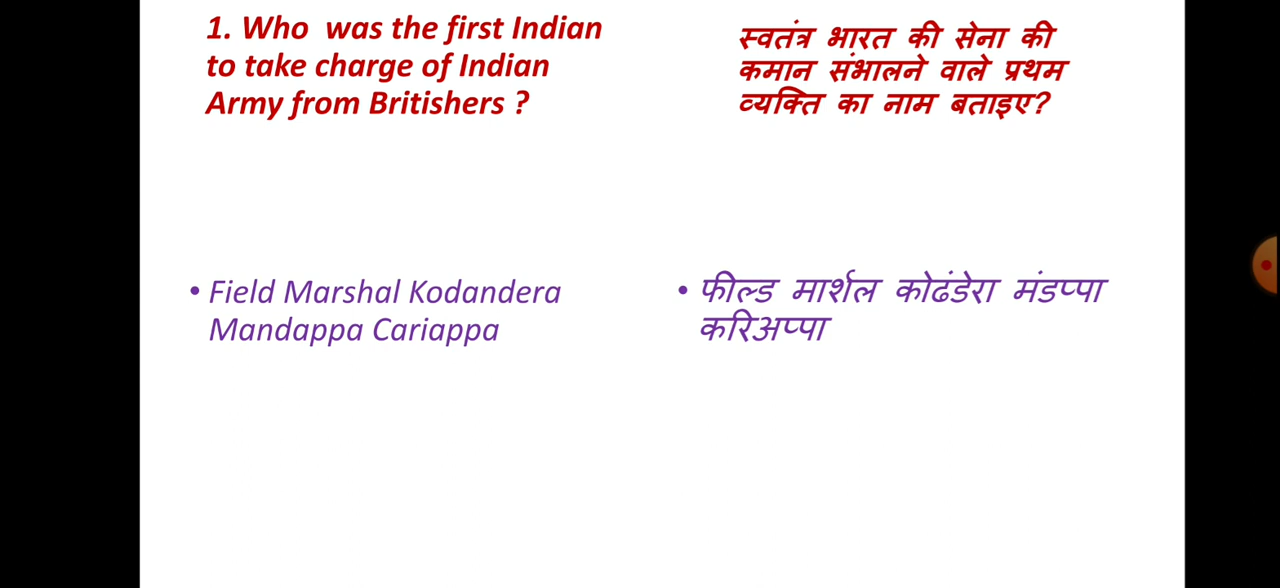 1. Who was the first Indian
to take charge of Indian
Army from Britishers ?
स्वतंत्र भारत की सेना की
कमान संभालने वाले प्रथम
व्यक्ति का नाम बताइए?
• Field Marshal Kodandera
Mandappa Cariappa
• फील्ड मार्शल कोढंडेरा मंडप्पा
करिअप्पा